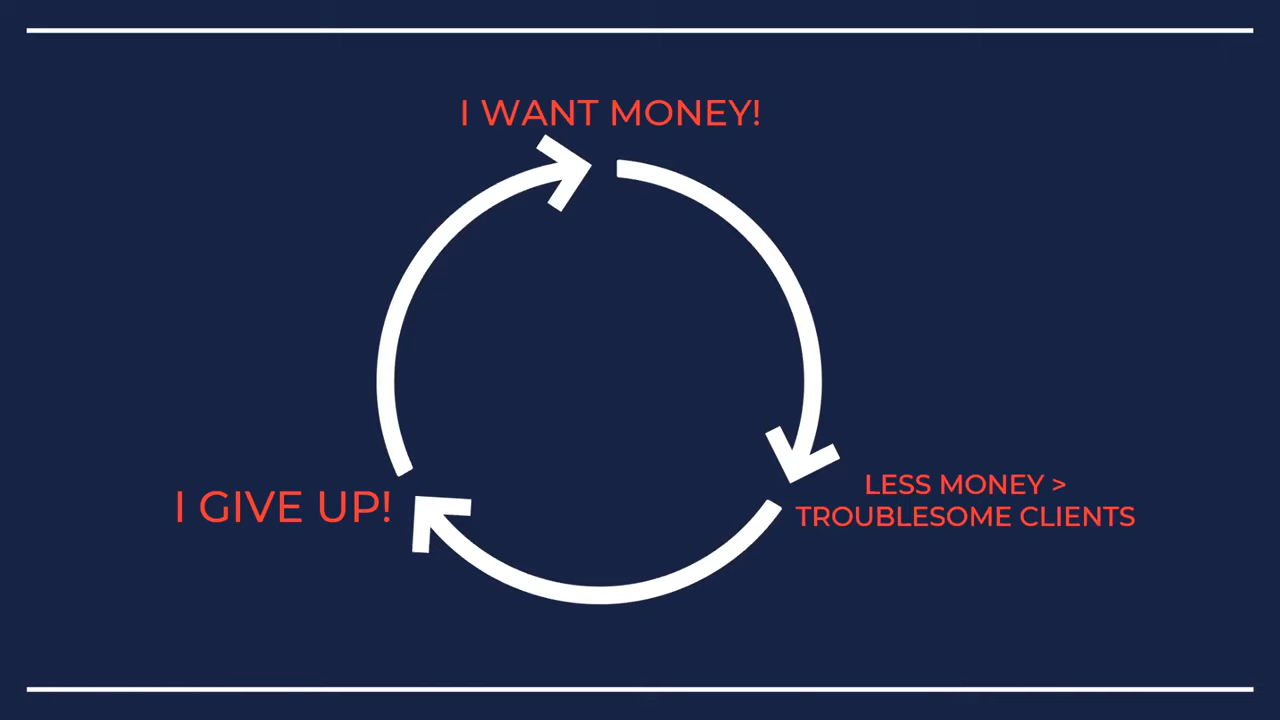 I WANT MONEY!
LESS MONEY >
TROUBLESOME CLIENTS
I GIVE UP!